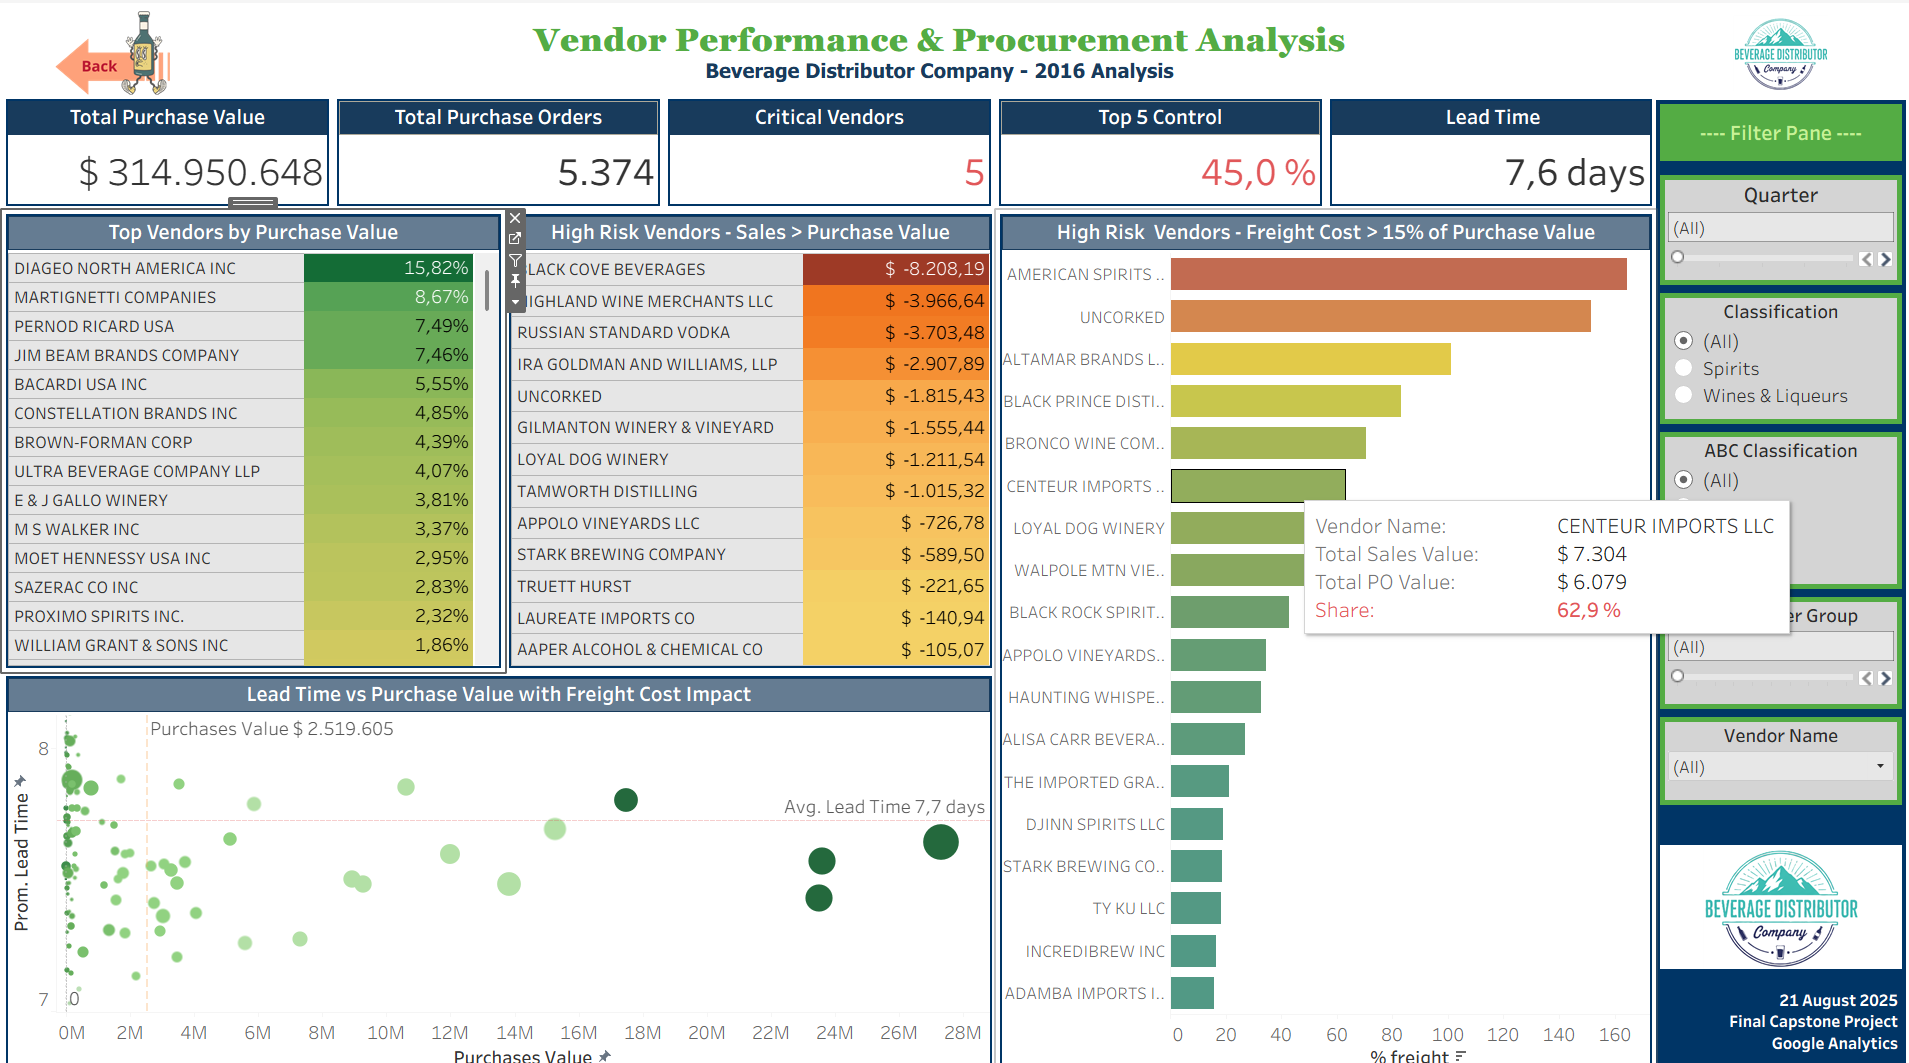 Back
Vendor Performance & Procurement Analysis
Beverage Distributor Company - 2016 Analysis
BEVERAGE DISTRIBUTOR
Company
Total Purchase Value
$ 314.950.648
Total Purchase Orders
5.374
Critical Vendors
5
Top 5 Control
45,0 %
Lead Time
7,6 days
---- Filter Pane ----
Quarter
(All)
Classification
(All)
Spirits
Wines & Liqueurs
ABC Classification
(All)
er Group
(All)
Vendor Name
(All)
Top Vendors by Purchase Value
DIAGEO NORTH AMERICA INC 15,82%
MARTIGNETTI COMPANIES 8,67%
PERNOD RICARD USA 7,49%
JIM BEAM BRANDS COMPANY 7,46%
BACARDI USA INC 5,55%
CONSTELLATION BRANDS INC 4,85%
BROWN-FORMAN CORP 4,39%
ULTRA BEVERAGE COMPANY LLP 4,07%
E & J GALLO WINERY 3,81%
M S WALKER INC 3,37%
MOET HENNESSY USA INC 2,95%
SAZERAC CO INC 2,83%
PROXIMO SPIRITS INC. 2,32%
WILLIAM GRANT & SONS INC 1,86%
High Risk Vendors - Sales > Purchase Value
LACK COVE BEVERAGES $ -8.208,19
IGHLAND WINE MERCHANTS LLC $ -3.966,64
RUSSIAN STANDARD VODKA $ -3.703,48
IRA GOLDMAN AND WILLIAMS, LLP $ -2.907,89
UNCORKED $ -1.815,43
GILMANTON WINERY & VINEYARD $ -1.555,44
LOYAL DOG WINERY $ -1.211,54
TAMWORTH DISTILLING $ -1.015,32
APPOLO VINEYARDS LLC $ -726,78
STARK BREWING COMPANY $ -589,50
TRUETT HURST $ -221,65
LAUREATE IMPORTS CO $ -140,94
AAPER ALCOHOL & CHEMICAL CO $ -105,07
High Risk Vendors - Freight Cost > 15% of Purchase Value
AMERICAN SPIRITS ..
UNCORKED
ALTAMAR BRANDS L..
BLACK PRINCE DISTI..
BRONCO WINE COM..
CENTEUR IMPORTS ..
LOYAL DOG WINERY
WALPOLE MTN VIE..
BLACK ROCK SPIRIT..
APPOLO VINEYARDS..
HAUNTING WHISPE..
ALISA CARR BEVERA..
THE IMPORTED GRA..
DJINN SPIRITS LLC
STARK BREWING CO..
TY KU LLC
INCREDIBREW INC
ADAMBA IMPORTS I..
0 20 40 60 80 100 120 140 160
% freight
Vendor Name: CENTEUR IMPORTS LLC
Total Sales Value: $ 7.304
Total PO Value: $ 6.079
Share: 62,9 %
Lead Time vs Purchase Value with Freight Cost Impact
Purchases Value $ 2.519.605
Avg. Lead Time 7,7 days
8
Prom. Lead Time
7
0
0M 2M 4M 6M 8M 10M 12M 14M 16M 18M 20M 22M 24M 26M 28M
Purchases Value
BEVERAGE DISTRIBUTOR
Company
21 August 2025
Final Capstone Project
Google Analytics